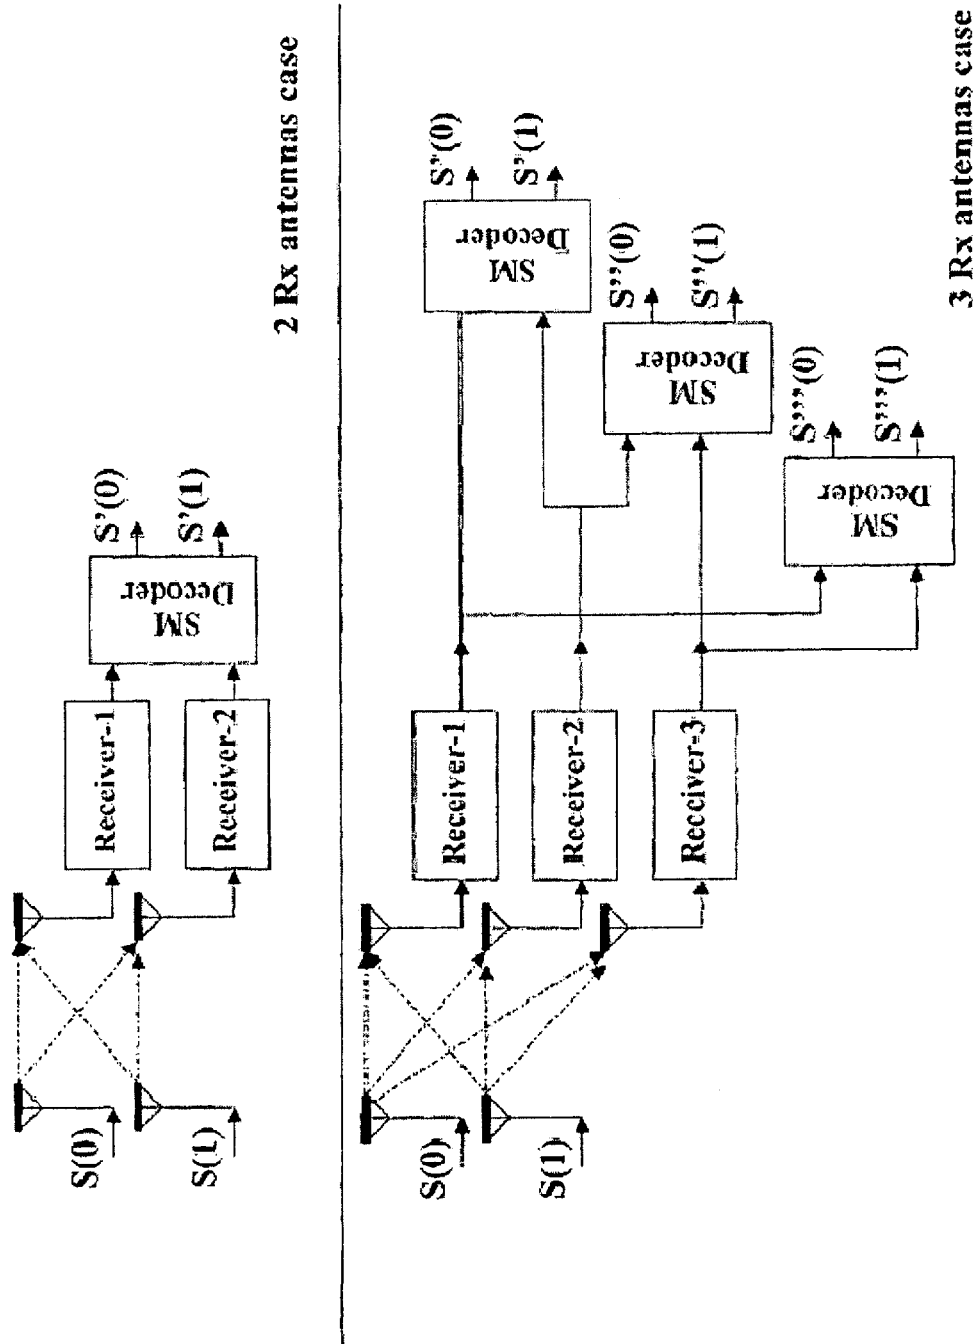 S(0)
S(1)
Receiver-1
Receiver-2
SM
Decoder
S'(0)
S'(1)
2 Rx antennas case
S(0)
S(1)
Receiver-1
Receiver-2
Receiver-3
SM
Decoder
S'(0)
S'(1)
SM
Decoder
S''(0)
S''(1)
SM
Decoder
S'''(0)
S'''(1)
3 Rx antennas case